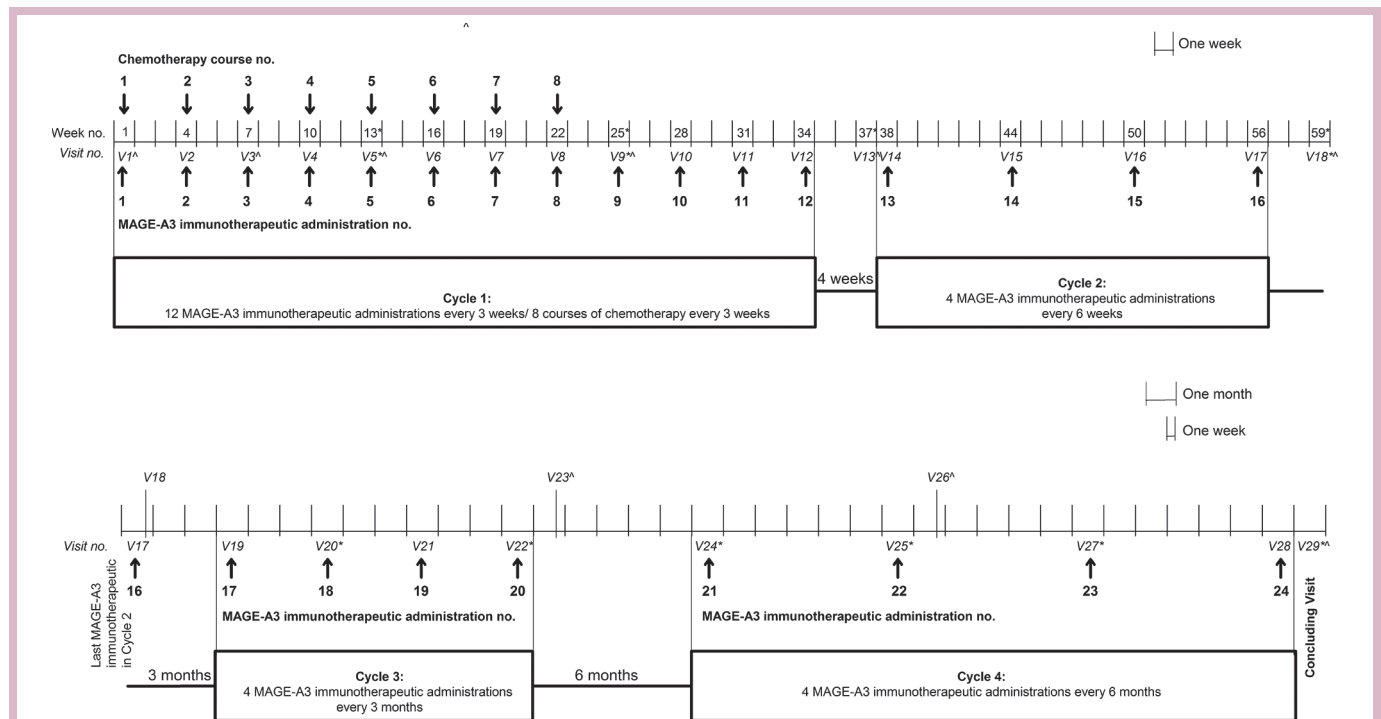 ^
One week
Chemotherapy course no.
1 2 3 4 5 6 7 8
Week no. 1 4 7 10 13* 16 19 22 25* 28 31 34 37* 38 44 50 56 59*
Visit no. V1^ V2 V3^ V4 V5*^ V6 V7 V8 V9*^ V10 V11 V12 V13^ V14 V15 V16 V17 V18*^
1 2 3 4 5 6 7 8 9 10 11 12 13 14 15 16
MAGE-A3 immunotherapeutic administration no.
4 weeks
Cycle 1:
12 MAGE-A3 immunotherapeutic administrations every 3 weeks/ 8 courses of chemotherapy every 3 weeks
Cycle 2:
4 MAGE-A3 immunotherapeutic administrations
every 6 weeks
One month
One week
V18 V23^ V26^
Visit no. V17 V19 V20* V21 V22* V24* V25* V27* V28 V29*^
16 17 18 19 20 21 22 23 24
Last MAGE-A3
immunotherapeutic
in Cycle 2
MAGE-A3 immunotherapeutic administration no.
MAGE-A3 immunotherapeutic administration no.
Concluding Visit
3 months
Cycle 3:
4 MAGE-A3 immunotherapeutic administrations
every 3 months
6 months
Cycle 4:
4 MAGE-A3 immunotherapeutic administrations every 6 months